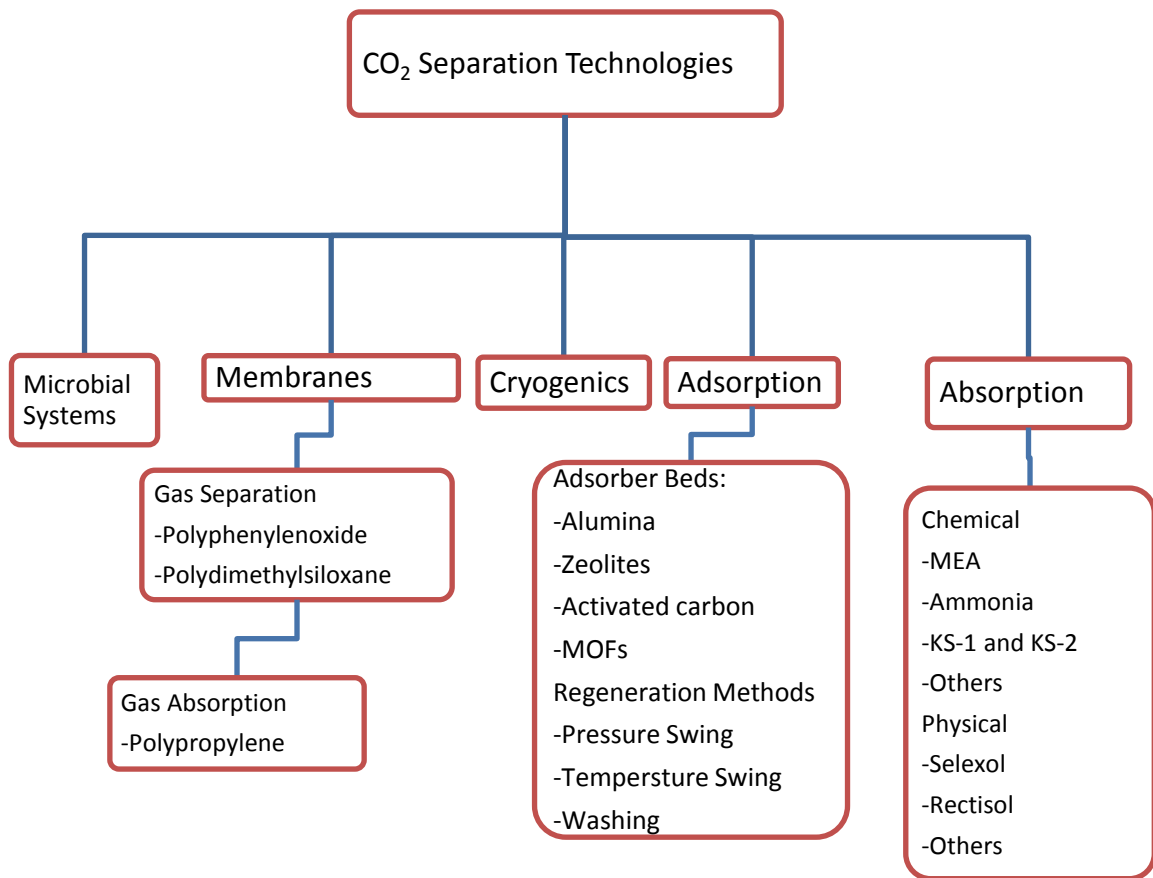 CO₂ Separation Technologies
Microbial
Systems
Membranes
Gas Separation
-Polyphenylenoxide
-Polydimethylsiloxane
Gas Absorption
-Polypropylene
Cryogenics
Adsorption
Adsorber Beds:
-Alumina
-Zeolites
-Activated carbon
-MOFs
Regeneration Methods
-Pressure Swing
-Tempersture Swing
-Washing
Absorption
Chemical
-MEA
-Ammonia
-KS-1 and KS-2
-Others
Physical
-Selexol
-Rectisol
-Others